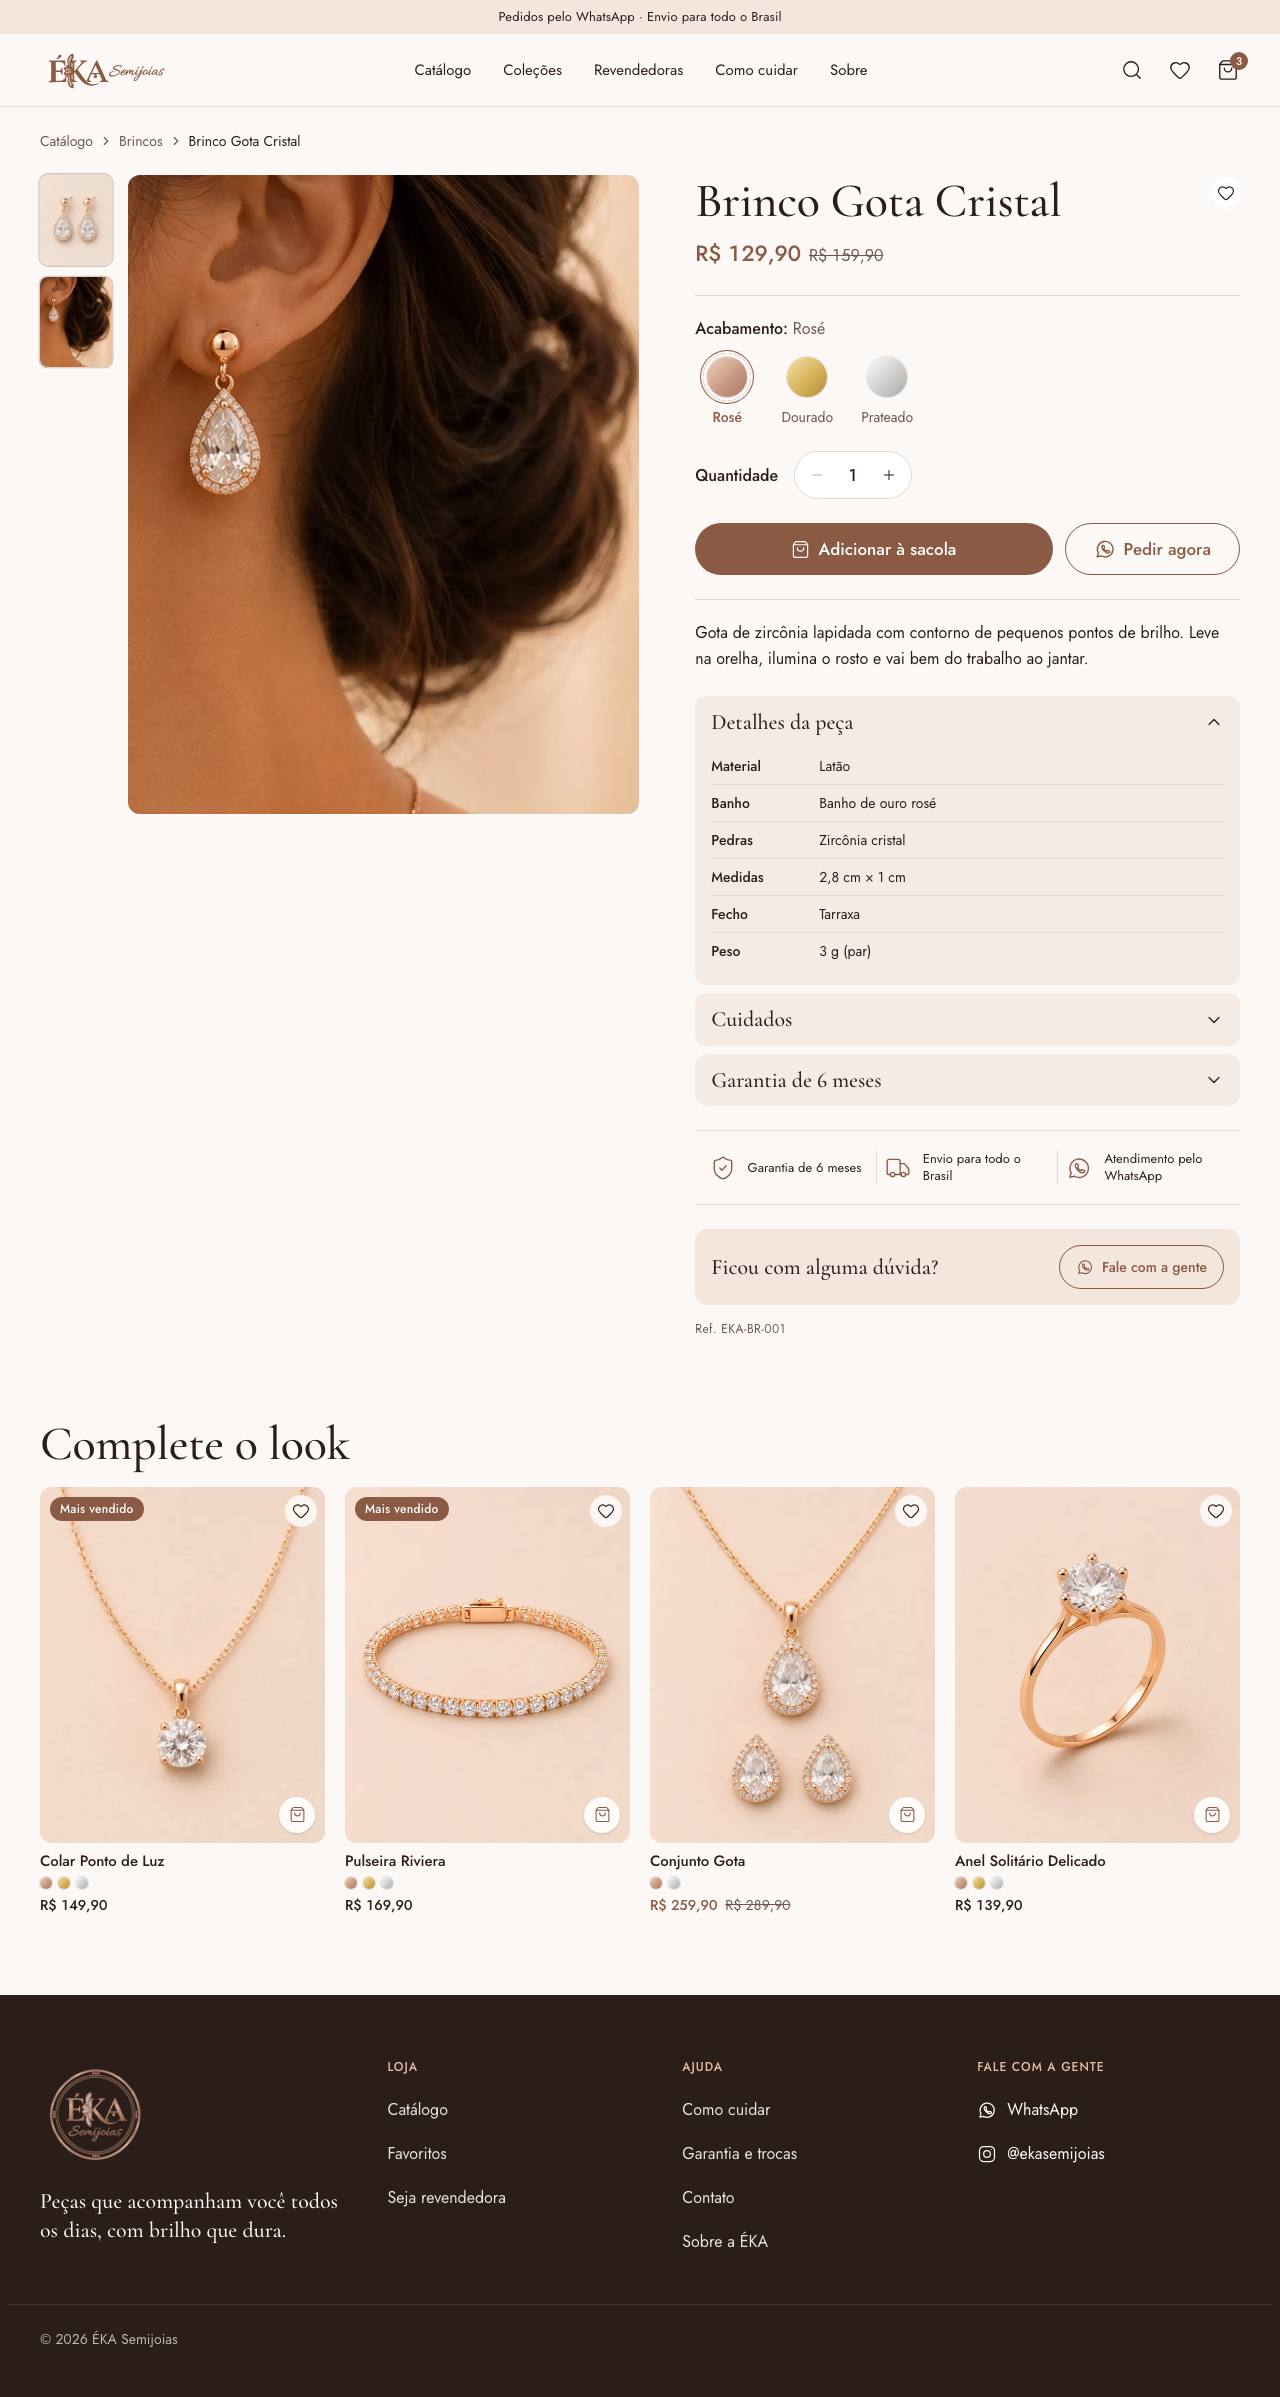 Pedidos pelo WhatsApp · Envio para todo o Brasil
ÉKA Semijoias
Catálogo
Coleções
Revendedoras
Como cuidar
Sobre
3
Catálogo > Brincos > Brinco Gota Cristal
Brinco Gota Cristal
R$ 129,90 R$ 159,90
Acabamento: Rosé
Rosé
Dourado
Prateado
Quantidade
1
Adicionar à sacola
Pedir agora
Gota de zircônia lapidada com contorno de pequenos pontos de brilho. Leve
na orelha, ilumina o rosto e vai bem do trabalho ao jantar.
Detalhes da peça
Material Latão
Banho Banho de ouro rosé
Pedras Zircônia cristal
Medidas 2,8 cm × 1 cm
Fecho Tarraxa
Peso 3 g (par)
Cuidados
Garantia de 6 meses
Garantia de 6 meses
Envio para todo o
Brasil
Atendimento pelo
WhatsApp
Ficou com alguma dúvida?
Fale com a gente
Ref. EKA-BR-001
Complete o look
Mais vendido
Colar Ponto de Luz
R$ 149,90
Mais vendido
Pulseira Riviera
R$ 169,90
Conjunto Gota
R$ 259,90 R$ 289,90
Anel Solitário Delicado
R$ 139,90
ÉKA
Semijoias
Peças que acompanham você todos
os dias, com brilho que dura.
LOJA
Catálogo
Favoritos
Seja revendedora
AJUDA
Como cuidar
Garantia e trocas
Contato
Sobre a ÉKA
FALE COM A GENTE
WhatsApp
@ekasemijoias
© 2026 ÉKA Semijoias